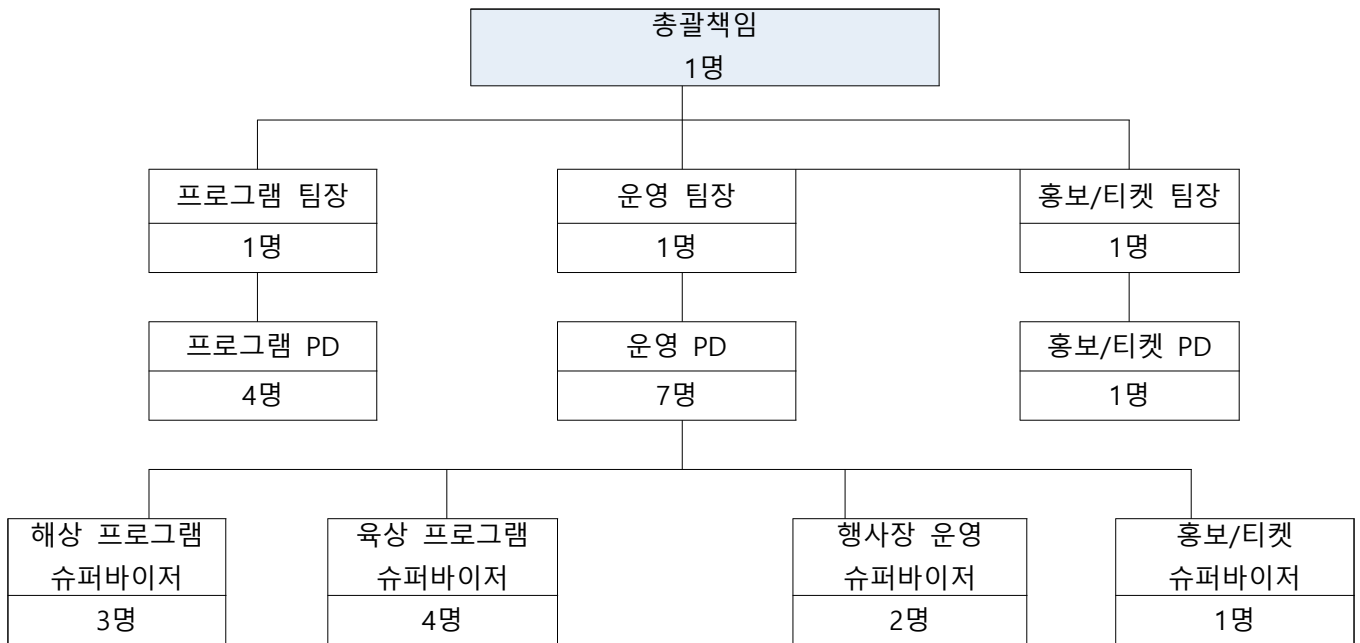 총괄책임
1명
프로그램 팀장
1명
운영 팀장
1명
홍보/티켓 팀장
1명
프로그램 PD
4명
운영 PD
7명
홍보/티켓 PD
1명
해상 프로그램
슈퍼바이저
3명
육상 프로그램
슈퍼바이저
4명
행사장 운영
슈퍼바이저
2명
홍보/티켓
슈퍼바이저
1명